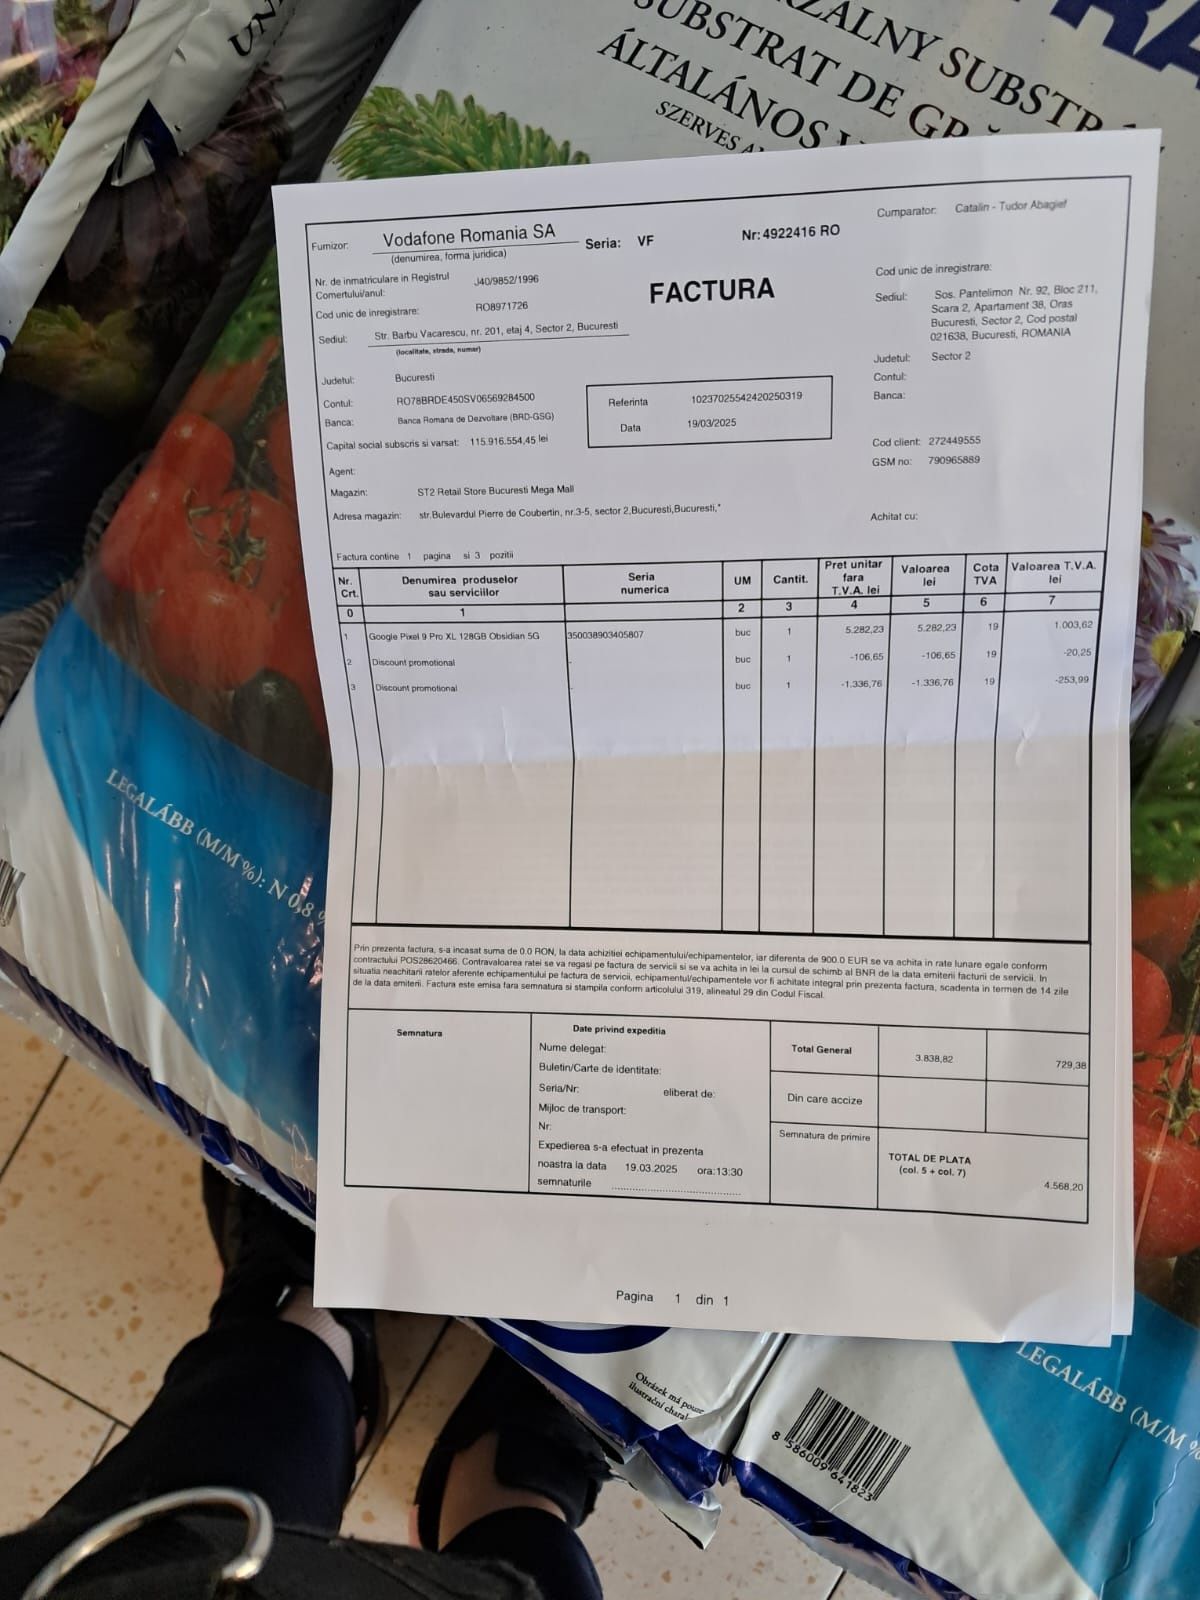 UNI
RZÁLNY SUBSTRÁ
SUBSTRAT DE GR
ÁLTALÁNOS
SZERVES
Furnizor: Vodafone Romania SA
(denumirea, forma juridica)
Seria: VF
Nr: 4922416 RO
Cumparator: Catalin - Tudor Abagief
Nr. de inmatriculare in Registrul
Comertului/anul: J40/9852/1996
FACTURA
Cod unic de inregistrare:
Cod unic de inregistrare: RO8971726
Sediul: Str. Barbu Vacarescu, nr. 201, etaj 4, Sector 2, Bucuresti
(localitate, strada, numar)
Sediul: Sos. Pantelimon Nr. 92, Bloc 211,
Scara 2, Apartament 38, Oras
Bucuresti, Sector 2, Cod postal
021638, Bucuresti, ROMANIA
Judetul: Bucuresti
Judetul: Sector 2
Contul: RO78BRDE450SV06569284500
Contul:
Banca: Banca Romana de Dezvoltare (BRD-GSG)
Banca:
Referinta 10237025542420250319
Data 19/03/2025
Capital social subscris si varsat: 115.916.554,45 lei
Cod client: 272449555
GSM no: 790965889
Agent:
Magazin: ST2 Retail Store Bucuresti Mega Mall
Adresa magazin: str.Bulevardul Pierre de Coubertin, nr.3-5, sector 2,Bucuresti,Bucuresti,*
Achitat cu:
Factura contine 1 pagina si 3 pozitii
Nr. Crt. Denumirea produselor sau serviciilor Seria numerica UM Cantit. Pret unitar fara T.V.A. lei Valoarea lei Cota TVA Valoarea T.V.A. lei
0 1 2 3 4 5 6 7
1 Google Pixel 9 Pro XL 128GB Obsidian 5G 350038903405807 buc 1 5.282,23 5.282,23 19 1.003,62
2 Discount promotional - buc 1 -106,65 -106,65 19 -20,25
3 Discount promotional - buc 1 -1.336,76 -1.336,76 19 -253,99
Prin prezenta factura, s-a incasat suma de 0.0 RON, la data achizitiei echipamentului/echipamentelor, iar diferenta de 900.0 EUR se va achita in rate lunare egale conform
contractului POS28620466. Contravaloarea ratei se va regasi pe factura de servicii si se va achita in lei la cursul de schimb al BNR de la data emiterii facturii de servicii. In
situatia neachitarii ratelor aferente echipamentului pe factura de servicii, echipamentul/echipamentele vor fi achitate integral prin prezenta factura, scadenta in termen de 14 zile
de la data emiterii. Factura este emisa fara semnatura si stampila conform articolului 319, alineatul 29 din Codul Fiscal.
Semnatura
Date privind expeditia
Nume delegat:
Buletin/Carte de identitate:
Seria/Nr: eliberat de:
Mijloc de transport:
Nr:
Expedierea s-a efectuat in prezenta
noastra la data 19.03.2025 ora:13:30
semnaturile
Total General 3.838,82 729,38
Din care accize
Semnatura de primire
TOTAL DE PLATA
(col. 5 + col. 7)
4.568,20
Pagina 1 din 1
LEGALÁBB (M/M %): N 0,8 %
Obrázek má pouze
ilustrační charak
8 586009 641823
LEGALÁBB (M/M %